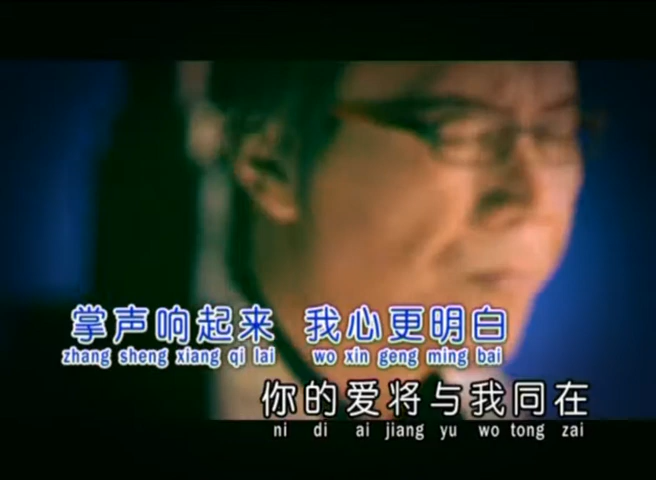 掌声响起来 我心更明白
zhang sheng xiang qi lai wo xin geng ming bai
你的爱将与我同在
ni di ai jiang yu wo tong zai